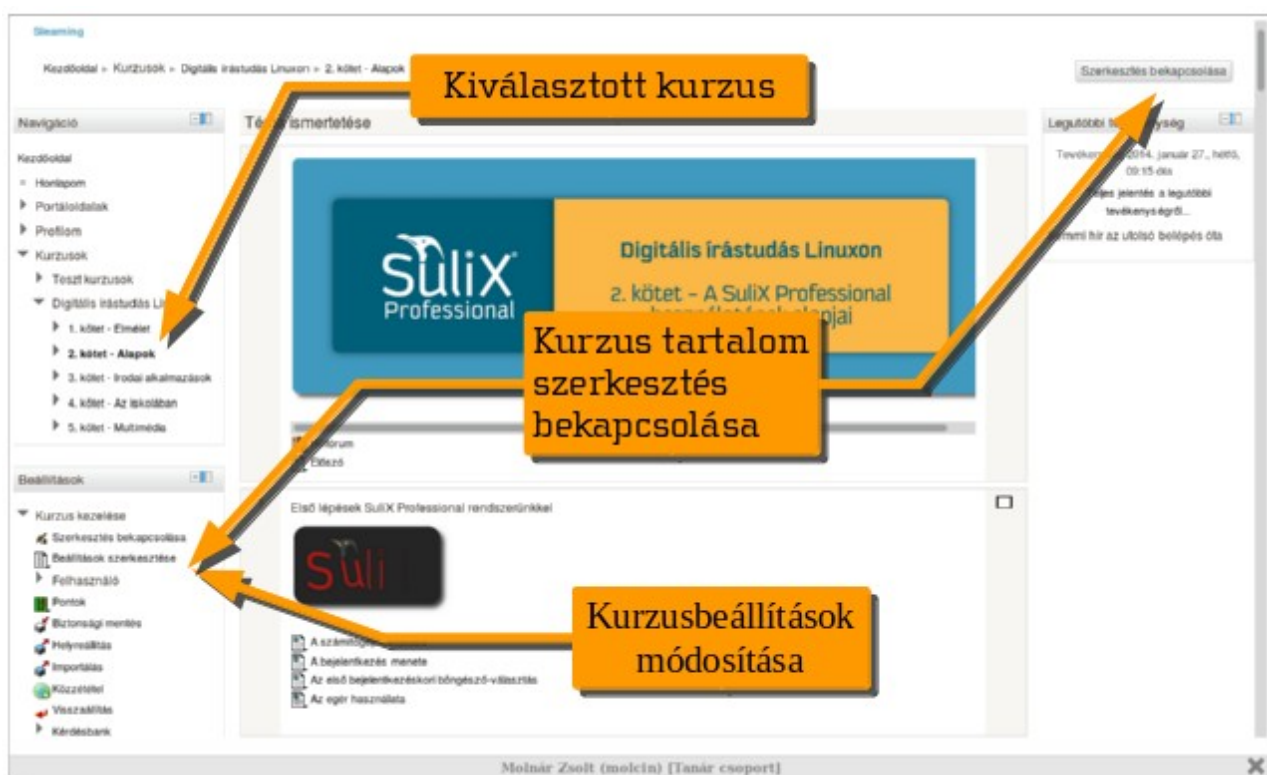 Slearning
Kezdőoldal ► Kurzusok ► Digitális írástudás Linuxon ► 2. kötet - Alapok
Kiválasztott kurzus
Szerkesztés bekapcsolása
Navigáció
Kezdőoldal
Honlapom
Portáloldalak
Profilom
Kurzusok
Teszt kurzusok
Digitális írástudás
1. kötet - Elmélet
2. kötet - Alapok
3. kötet - Irodai alkalmazások
4. kötet - Az iskolában
5. kötet - Multimédia
Beállítások
Kurzus kezelése
Szerkesztés bekapcsolása
Beállítások szerkesztése
Felhasználó
Pontok
Biztonsági mentés
Helyreállítás
Importálás
Közzététel
Visszaállítás
Kérdésbank
ismertetése
SuliX
Professional
Digitális írástudás Linuxon
2. kötet – A SuliX Professional
Kurzus tartalom
szerkesztés
bekapcsolása
Előszó
Első lépések SuliX Professional rendszerünkkel
Suli
A bejelentkezés menete
Az első bejelentkezéskori böngésző-választás
Az egér használata
Kurzusbeállítások
módosítása
Legutóbbi
2014. január 27., hétfő,
09:15 óta
jelentés a legutóbbi
tevékenységről...
hír az utolsó belépés óta
Molnár Zsolt (molcin) [Tanár csoport]